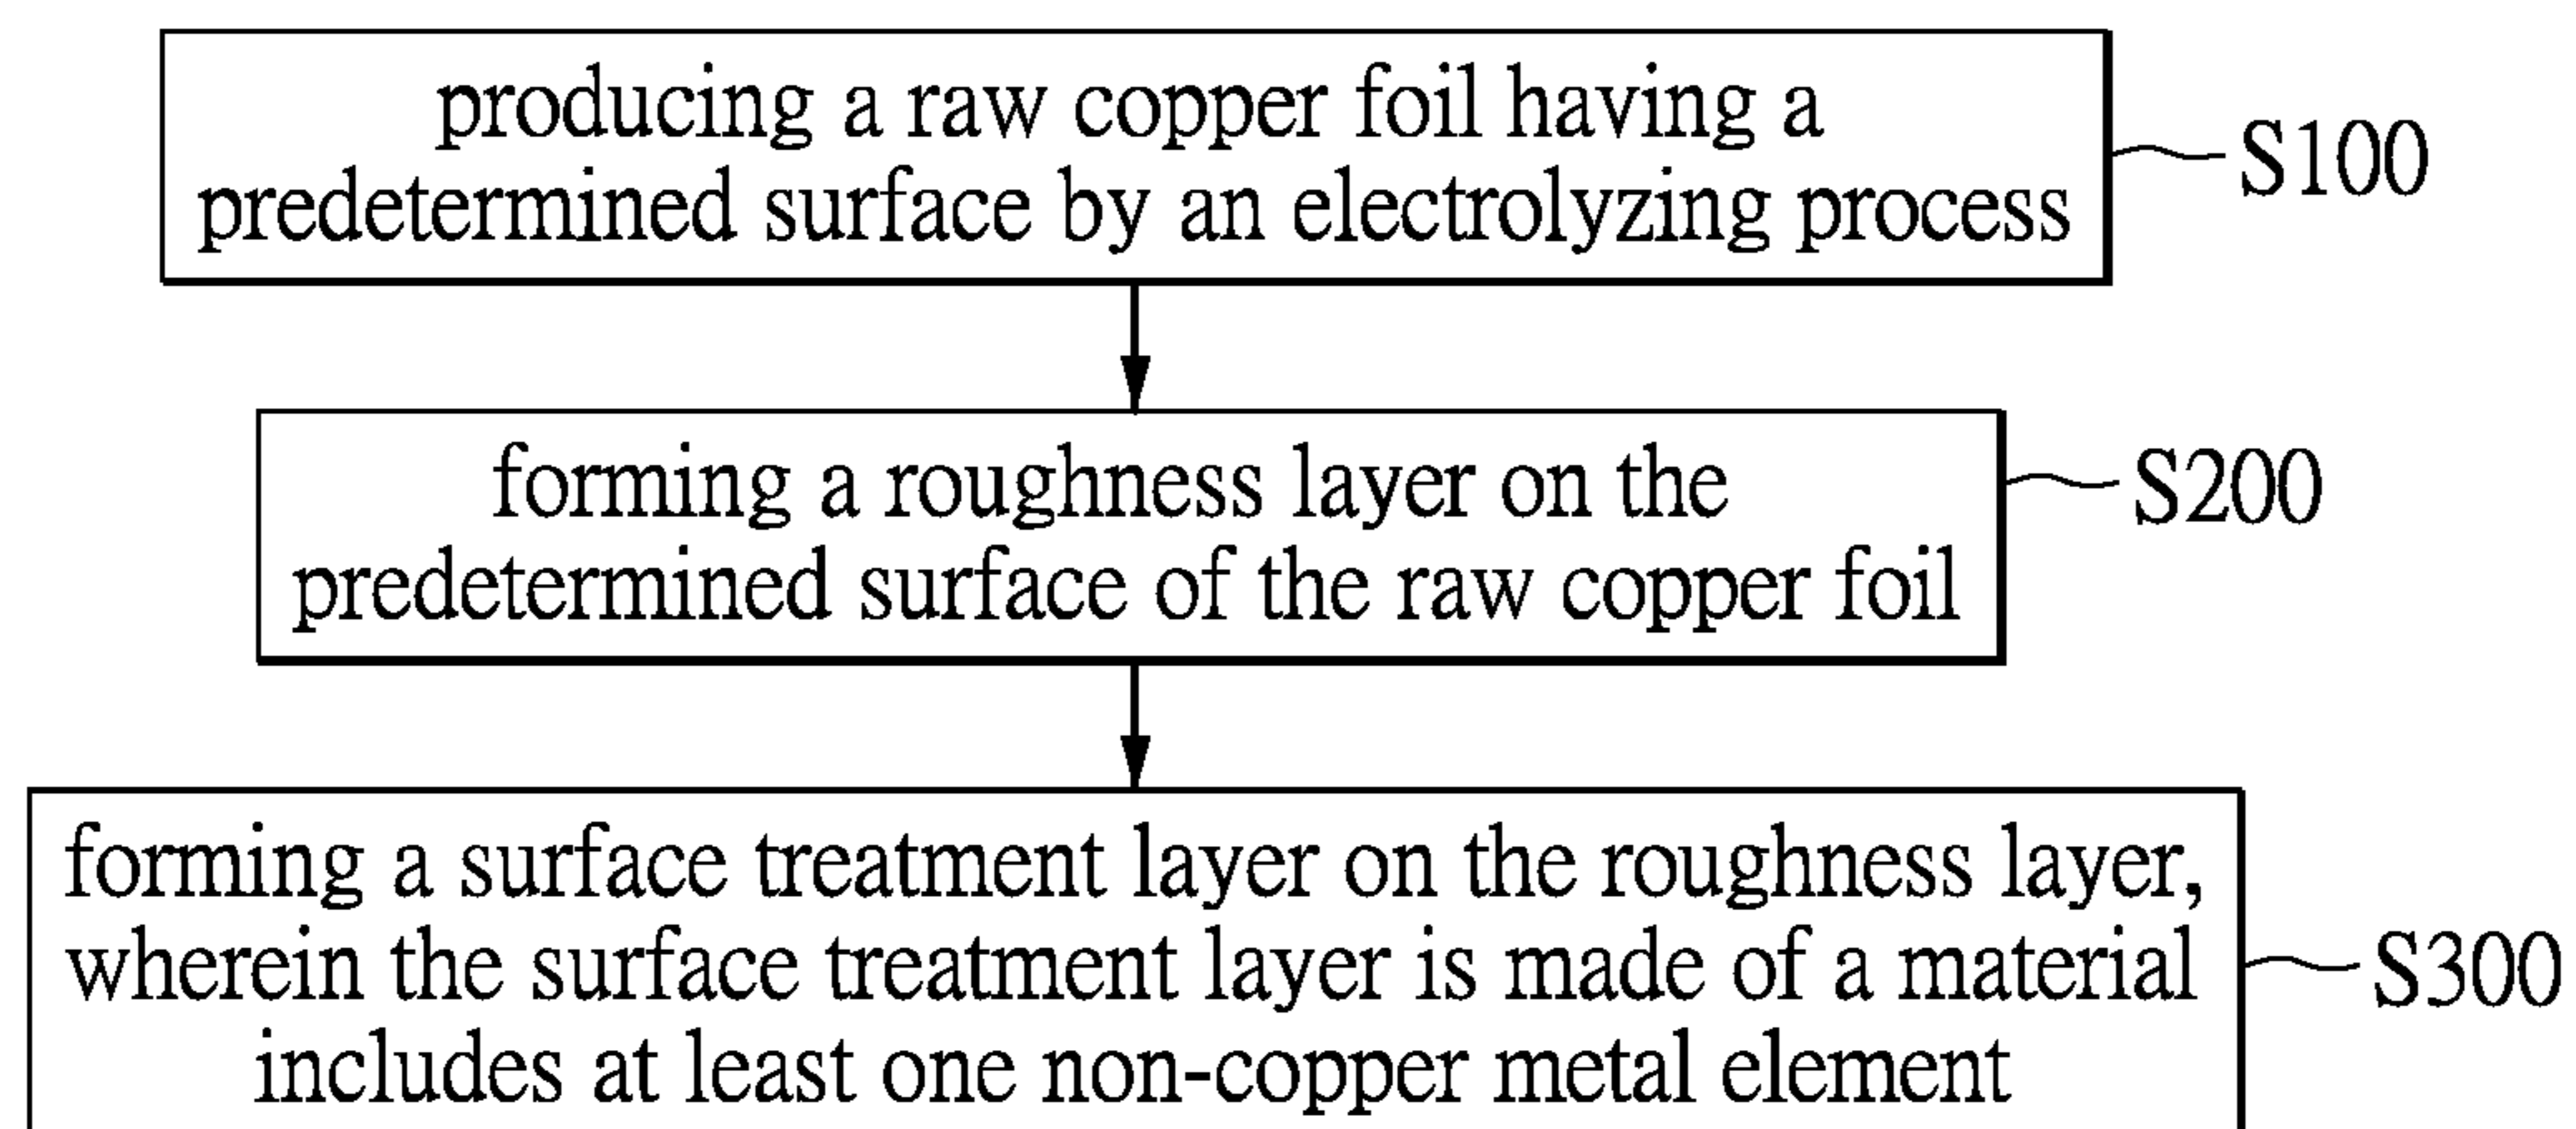 producing a raw copper foil having a
predetermined surface by an electrolyzing process
S100
forming a roughness layer on the
predetermined surface of the raw copper foil
S200
forming a surface treatment layer on the roughness layer,
wherein the surface treatment layer is made of a material
includes at least one non-copper metal element
S300